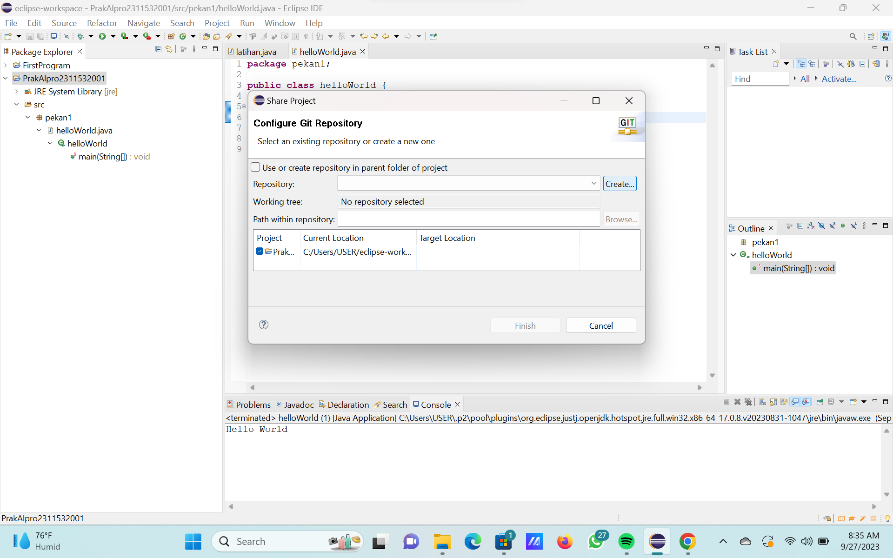 eclipse-workspace - PrakAlpro2311532001/src/pekan1/helloWorld.java - Eclipse IDE
File Edit Source Refactor Navigate Search Project Run Window Help
Package Explorer
FirstProgram
PrakAlpro2311532001
JRE System Library [jre]
src
pekan1
helloWorld.java
helloWorld
main(String[]) : void
latihan.java
helloWorld.java
1 package pekan1;
2
3 public class helloWorld {
4
5
6
7
8
9
Share Project
Configure Git Repository
Select an existing repository or create a new one
GIT
Use or create repository in parent folder of project
Repository:
Create...
Working tree: No repository selected
Path within repository:
Browse...
Project Current Location Target Location
Prak... C:/Users/USER/eclipse-work...
Finish Cancel
Task List
Find
All
Activate...
Outline
pekan1
helloWorld
main(String[]) : void
Problems Javadoc Declaration Search Console
<terminated> helloWorld (1) [Java Application] C:\Users\USER\.p2\pool\plugins\org.eclipse.justj.openjdk.hotspot.jre.full.win32.x86_64_17.0.8.v20230831-1047\jre\bin\javaw.exe (Sep
Hello World
PrakAlpro2311532001
76°F
Humid
Search
1
27
8:35 AM
9/27/2023